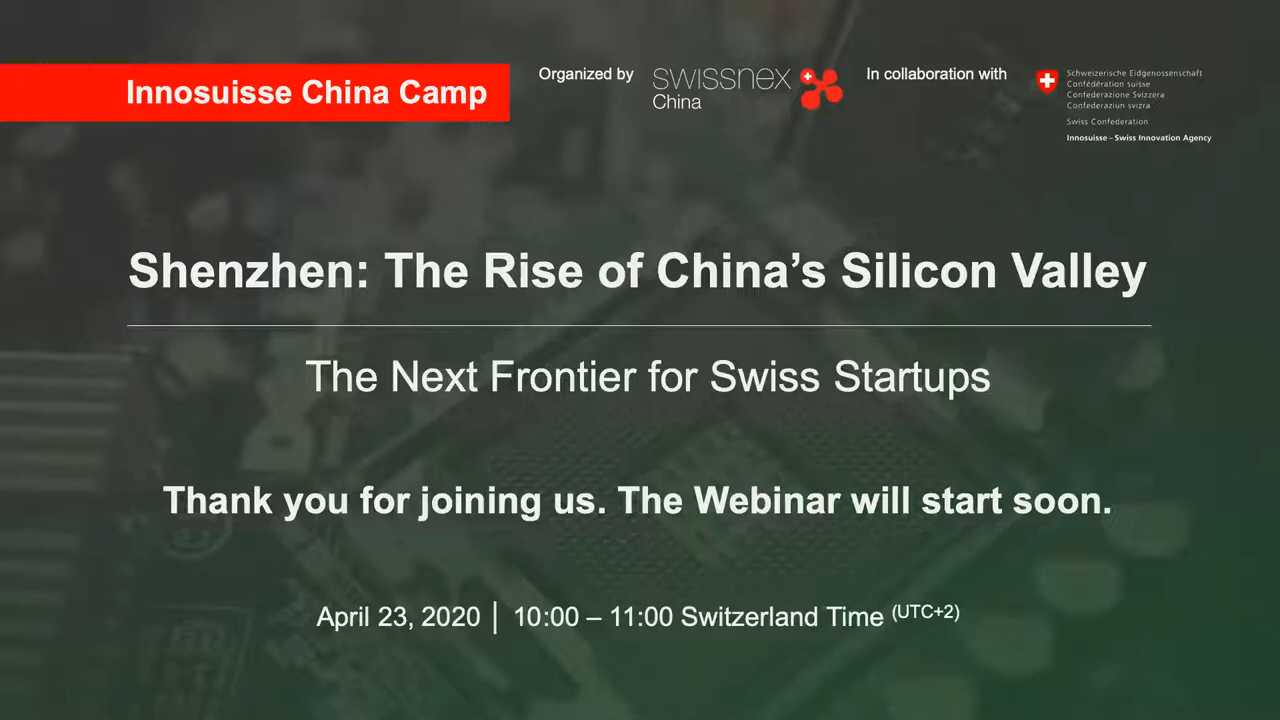 Innosuisse China Camp
Organized by
swissnex
China
In collaboration with
Schweizerische Eidgenossenschaft
Confédération suisse
Confederazione Svizzera
Confederaziun svizra
Swiss Confederation
Innosuisse – Swiss Innovation Agency
Shenzhen: The Rise of China’s Silicon Valley
The Next Frontier for Swiss Startups
Thank you for joining us. The Webinar will start soon.
April 23, 2020 | 10:00 – 11:00 Switzerland Time (UTC+2)